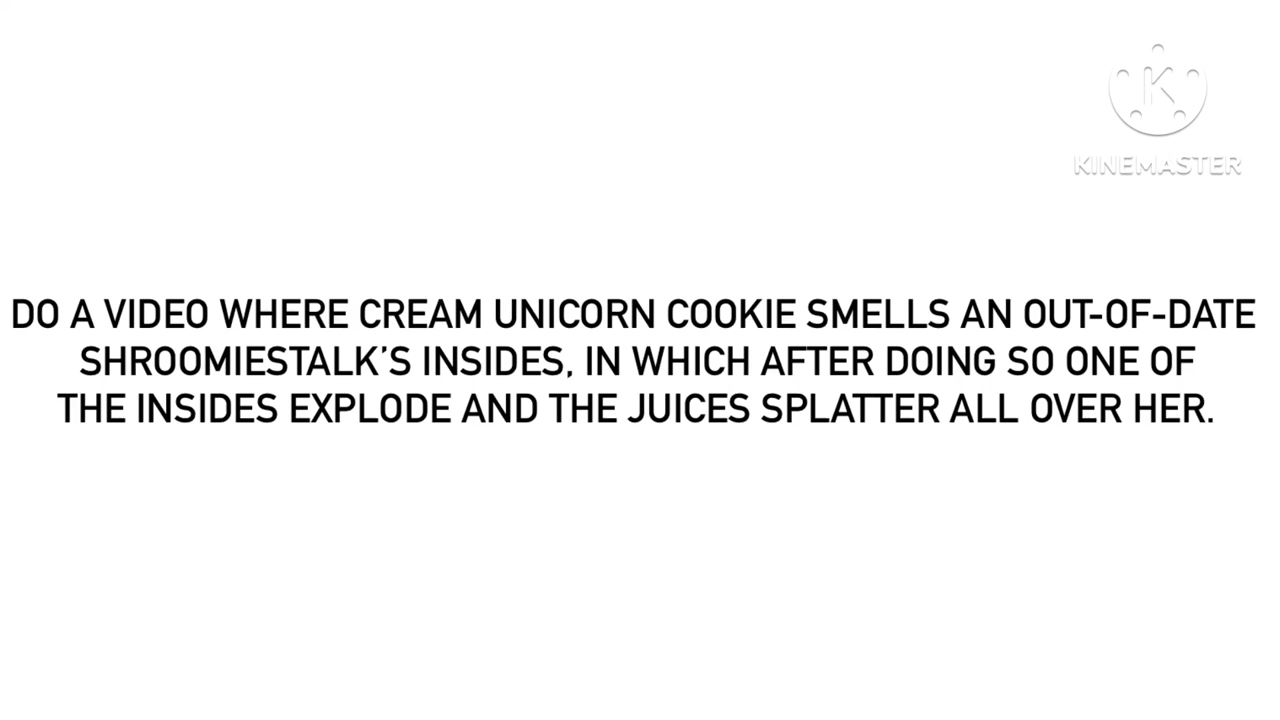 KINEMASTER
DO A VIDEO WHERE CREAM UNICORN COOKIE SMELLS AN OUT-OF-DATE
SHROOMIESTALK’S INSIDES, IN WHICH AFTER DOING SO ONE OF
THE INSIDES EXPLODE AND THE JUICES SPLATTER ALL OVER HER.